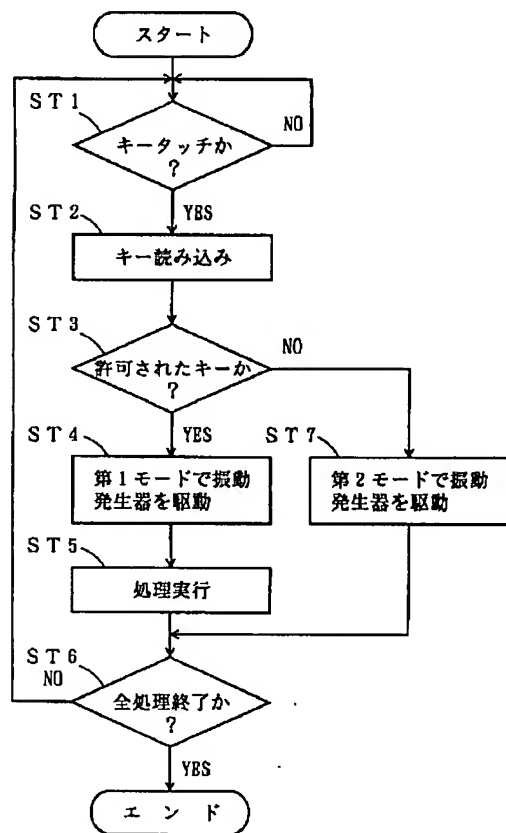 スタート
ST1
NO
キータッチか
?
YES
ST2
キー読み込み
ST3
NO
許可されたキーか
?
YES
ST4
第1モードで振動
発生器を駆動
ST7
第2モードで振動
発生器を駆動
ST5
処理実行
ST6
NO
全処理終了か
?
YES
エンド